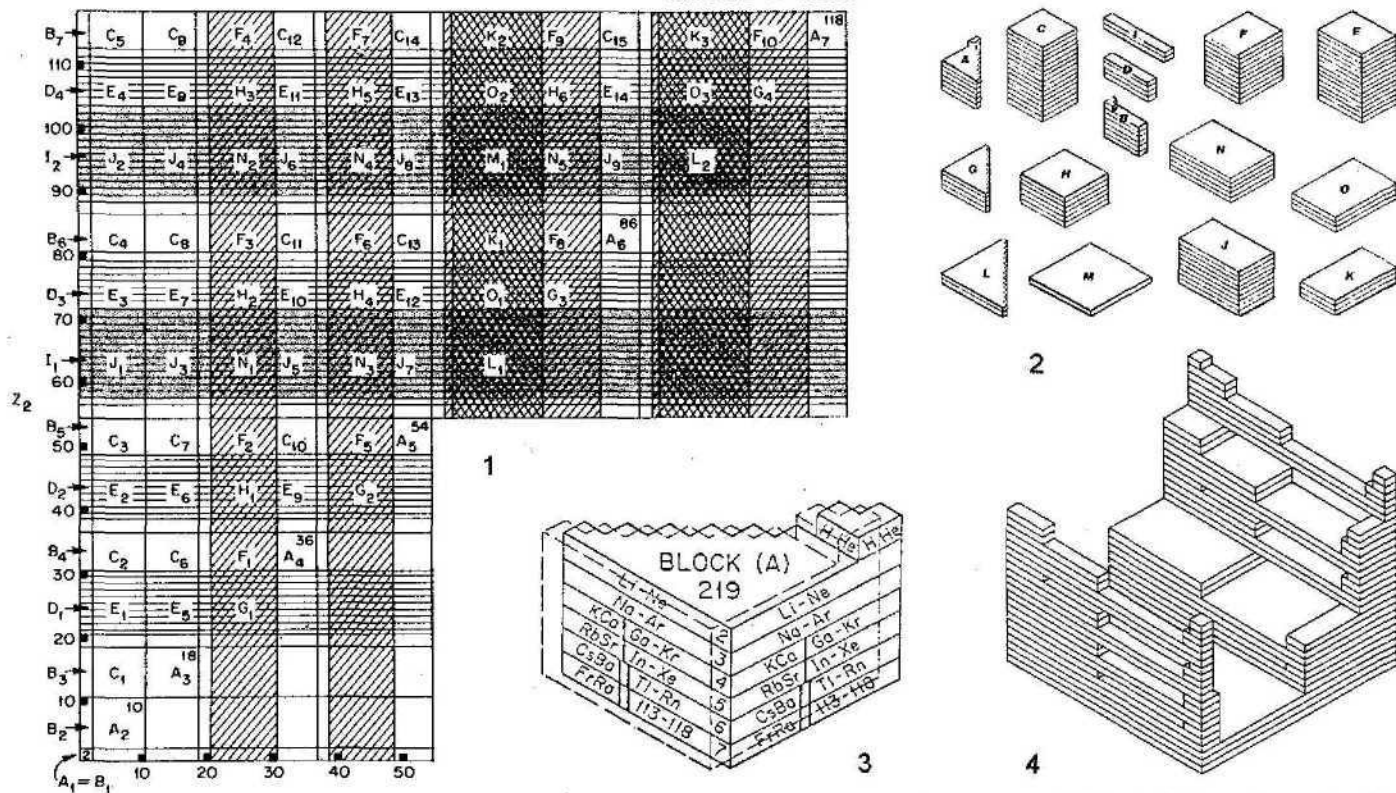 B₇ C₅ C₉ F₄ C₁₂ F₇ C₁₄ K₂ F₉ C₁₅ K₃ F₁₀ A₇ 118
110
D₄ E₄ E₈ H₃ E₁₁ H₅ E₁₃ O₂ H₆ E₁₄ O₃ G₄
100
I₂ J₂ J₄ N₂ J₆ N₄ J₈ M₁ N₅ J₉ L₂
90
B₆ C₄ C₈ F₃ C₁₁ F₆ C₁₃ K₁ F₈ A₆ 86
80
D₃ E₃ E₇ H₂ E₁₀ H₄ E₁₂ O₁ G₃
70
I₁ J₁ J₃ N₁ J₅ N₃ J₇ L₁
60
Z₂
B₅ C₃ C₇ F₂ C₁₀ F₅ A₅ 54
50
D₂ E₂ E₆ H₁ E₉ G₂
40
B₄ C₂ C₆ F₁ A₄ 36
30
D₁ E₁ E₅ G₁
20
B₃ C₁ A₃ 18
10
B₂ A₂ 10
2
10 20 30 40 50
A₁=B₁
1
A C I D B F E
G H N O
L M J K
2
BLOCK (A)
219
H-He H-He
Li-Ne 2 Li-Ne
Na-Ar 3 Na-Ar
KCa Ga-Kr 4 KCa Ga-Kr
RbSr In-Xe 5 RbSr In-Xe
CsBa Tl-Rn 6 CsBa Tl-Rn
FrRa 113-118 7 FrRa 113-118
3
4